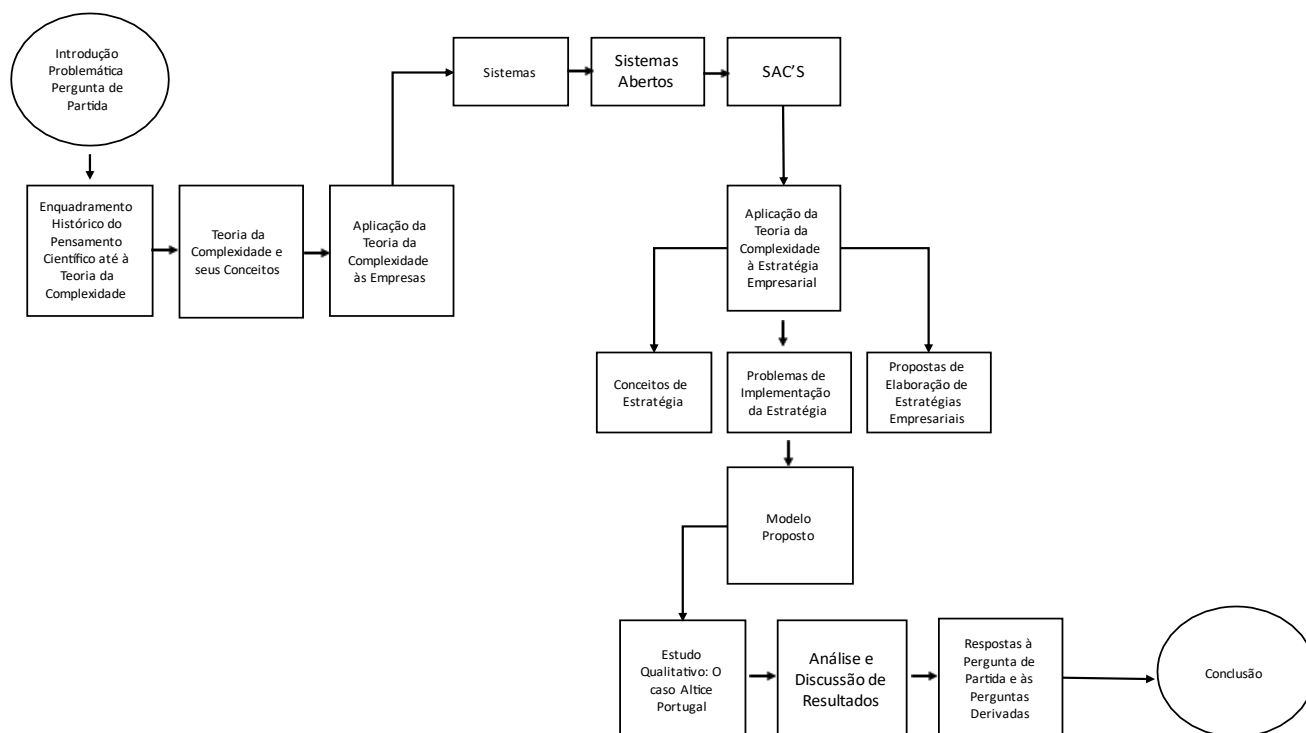 Introdução
Problemática
Pergunta de
Partida
Enquadramento
Histórico do
Pensamento
Científico até à
Teoria da
Complexidade
Teoria da
Complexidade e
seus Conceitos
Aplicação da
Teoria da
Complexidade
às Empresas
Sistemas
Sistemas
Abertos
SAC'S
Aplicação da
Teoria da
Complexidade
à Estratégia
Empresarial
Conceitos de
Estratégia
Problemas de
Implementação
da Estratégia
Propostas de
Elaboração de
Estratégias
Empresariais
Modelo
Proposto
Estudo
Qualitativo: O
caso Altice
Portugal
Análise e
Discussão de
Resultados
Respostas à
Pergunta de
Partida e às
Perguntas
Derivadas
Conclusão